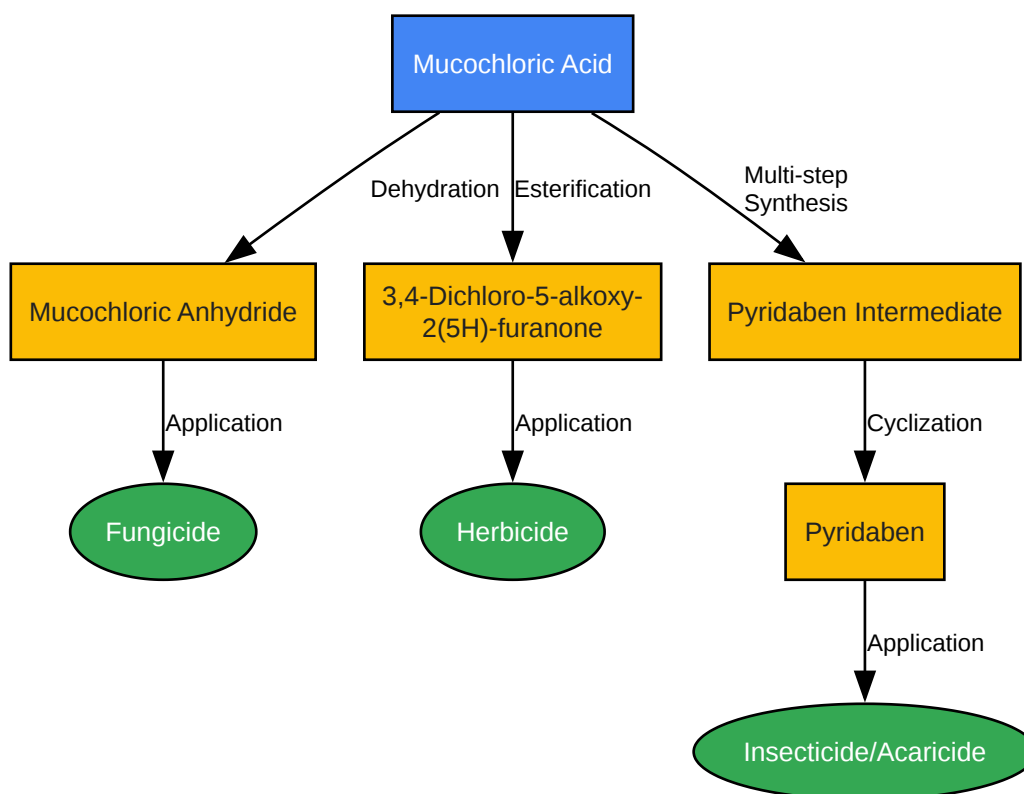 Mucochloric Acid
Dehydration
Esterification
Multi-step
Synthesis
Mucochloric Anhydride
3,4-Dichloro-5-alkoxy-
2(5H)-furanone
Pyridaben Intermediate
Application
Application
Cyclization
Fungicide
Herbicide
Pyridaben
Application
Insecticide/Acaricide